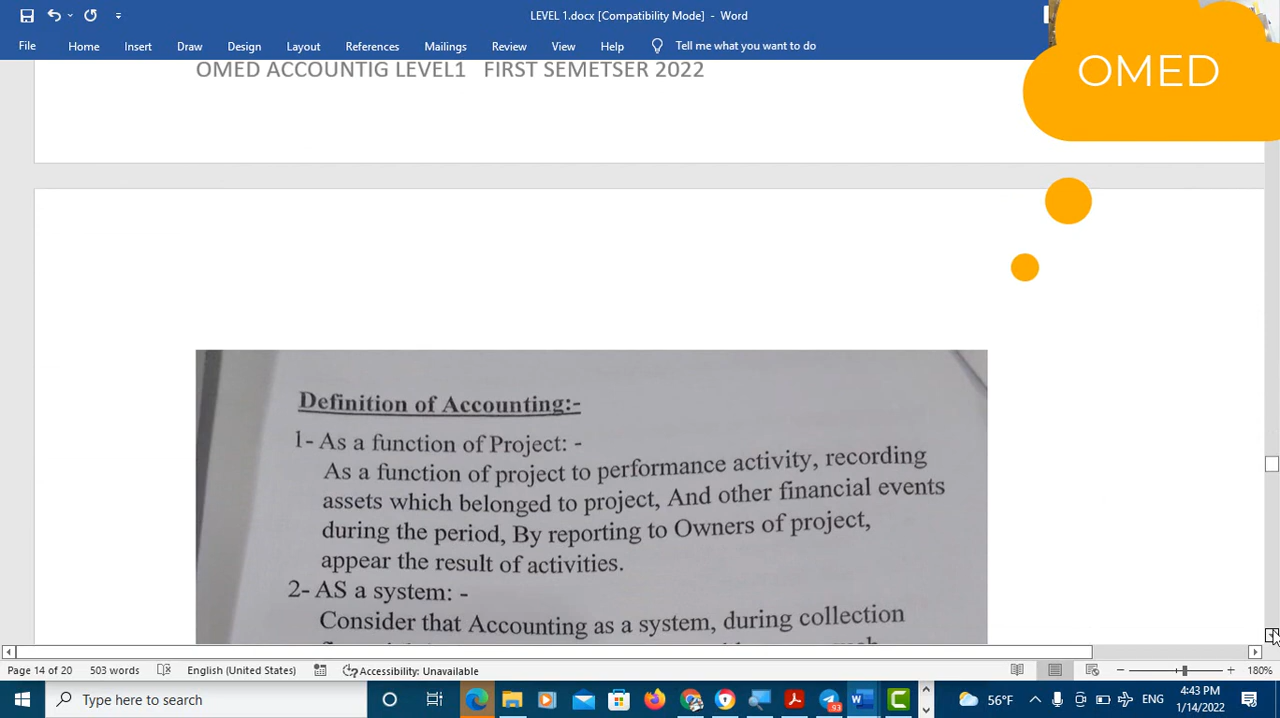 LEVEL 1.docx [Compatibility Mode] - Word
OMED
File Home Insert Draw Design Layout References Mailings Review View Help Tell me what you want to do
OMED ACCOUNTIG LEVEL1 FIRST SEMETSER 2022
Definition of Accounting:-
1- As a function of Project: -
As a function of project to performance activity, recording
assets which belonged to project, And other financial events
during the period, By reporting to Owners of project,
appear the result of activities.
2- AS a system: -
Consider that Accounting as a system, during collection
Page 14 of 20 503 words English (United States) Accessibility: Unavailable 180%
Type here to search 93 56°F ENG 4:43 PM
1/14/2022